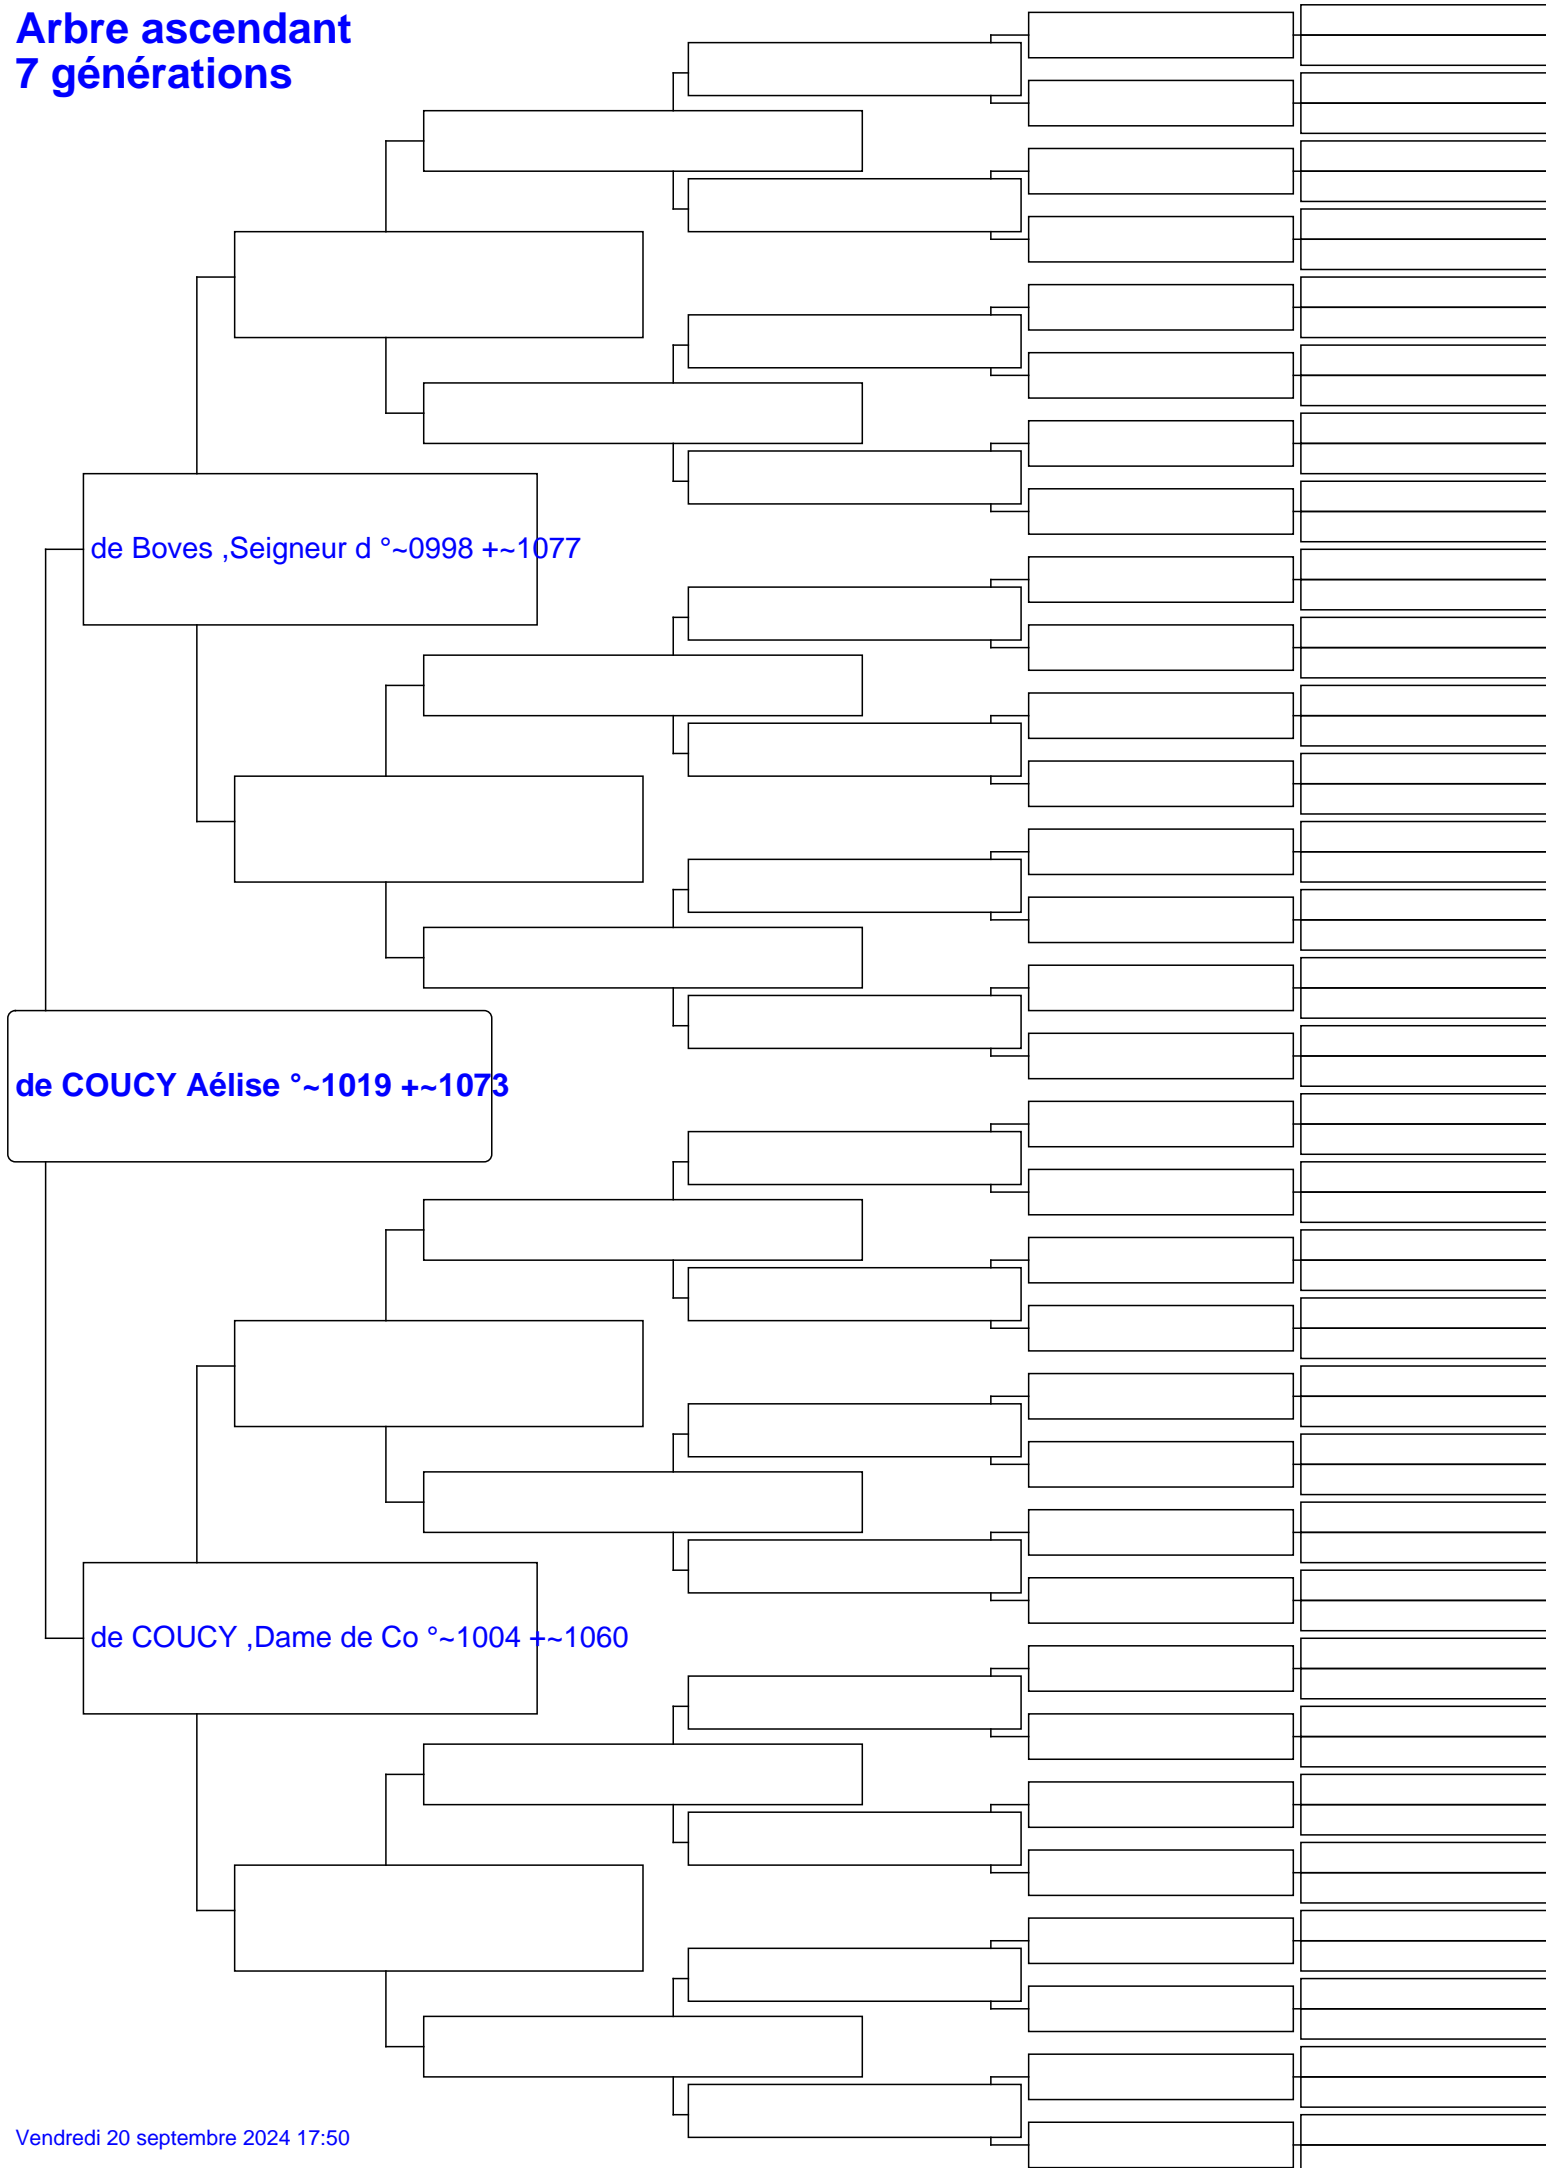 Arbre ascendant
7 générations
de Boves ,Seigneur d °~0998 +~1077
de COUCY Aélise °~1019 +~1073
de COUCY ,Dame de Co °~1004 +~1060
Vendredi 20 septembre 2024 17:50